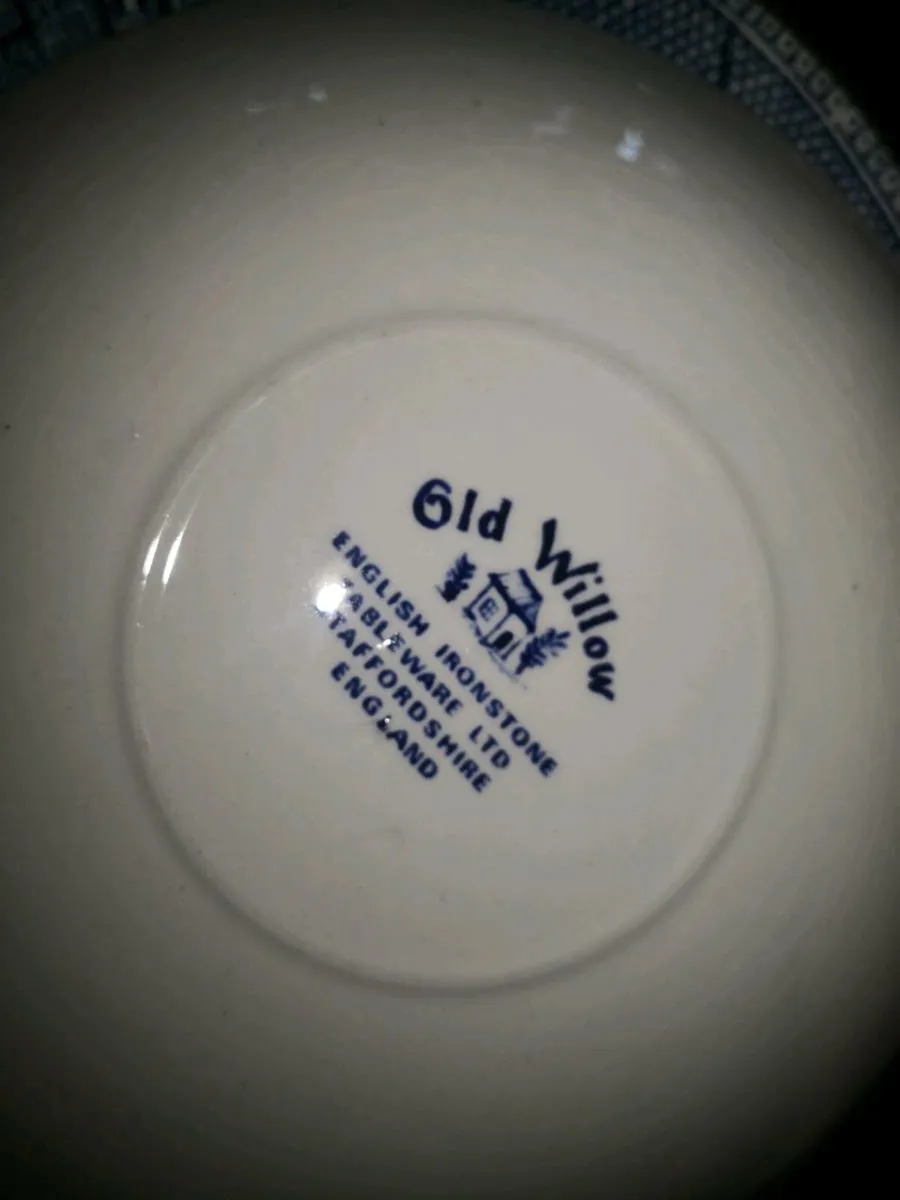 Old Willow
ENGLISH IRONSTONE
TABLEWARE LTD
STAFFORDSHIRE
ENGLAND